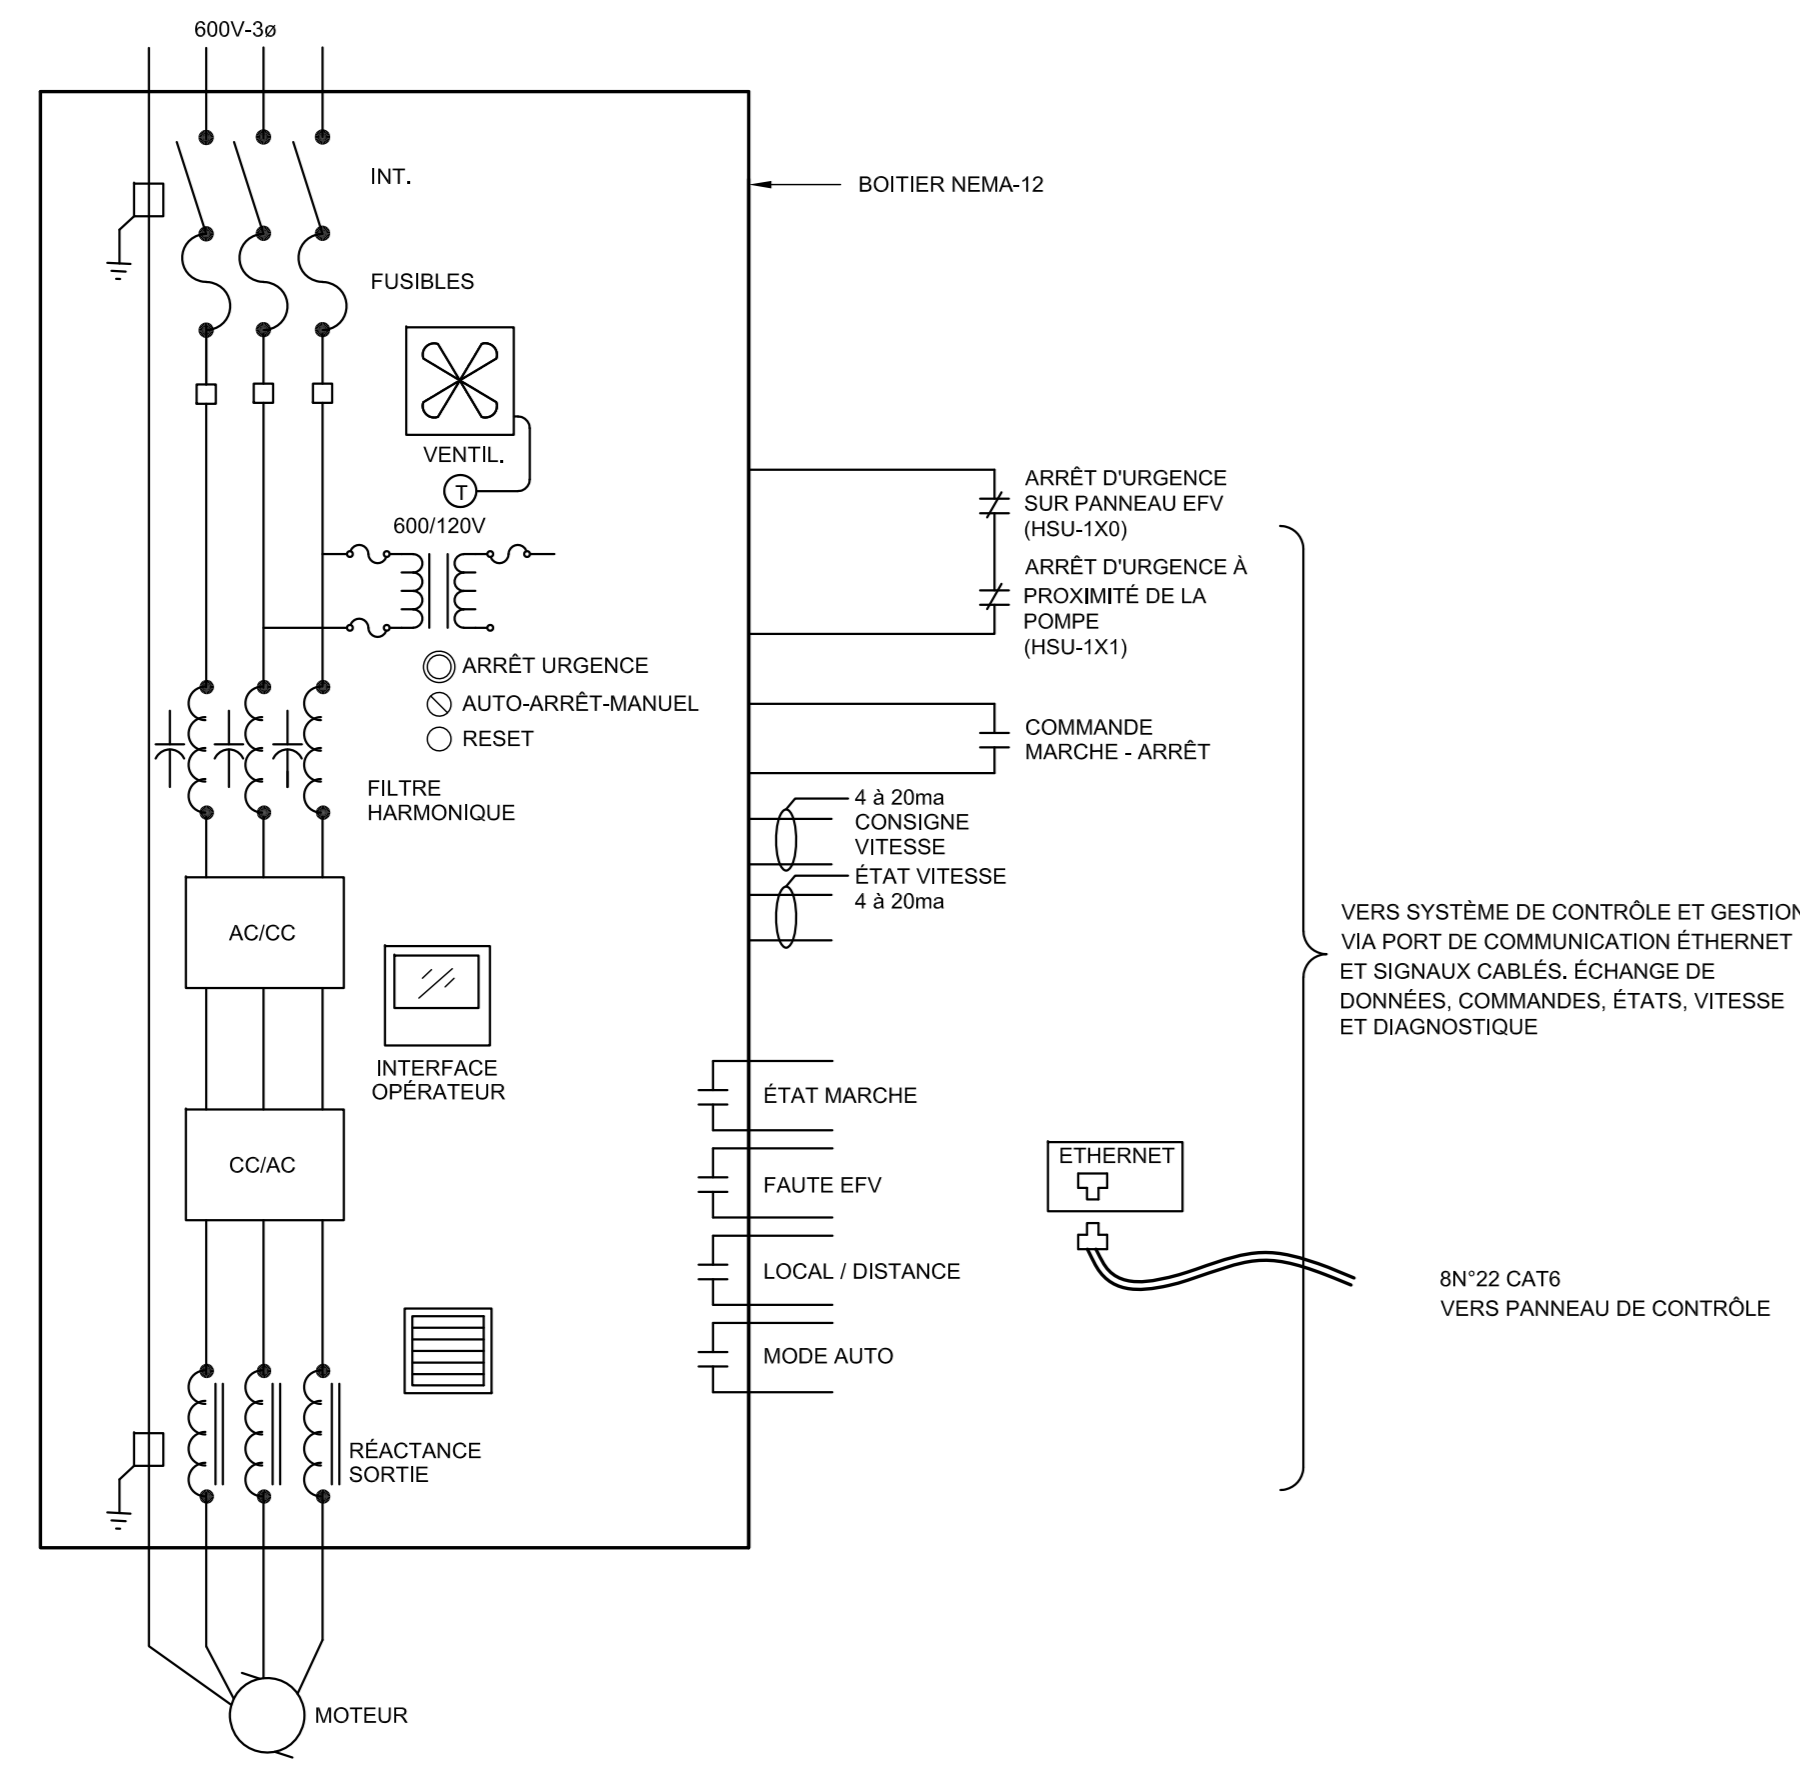 600V-3ø
INT.
BOITIER NEMA-12
FUSIBLES
VENTIL.
T
600/120V
ARRÊT D'URGENCE
SUR PANNEAU EFV
(HSU-1X0)
ARRÊT D'URGENCE À
PROXIMITÉ DE LA
POMPE
(HSU-1X1)
ARRÊT URGENCE
AUTO-ARRÊT-MANUEL
RESET
COMMANDE
MARCHE - ARRÊT
FILTRE
HARMONIQUE
4 à 20ma
CONSIGNE
VITESSE
ÉTAT VITESSE
4 à 20ma
AC/CC
VERS SYSTÈME DE CONTRÔLE ET GESTION
VIA PORT DE COMMUNICATION ÉTHERNET
ET SIGNAUX CABLÉS. ÉCHANGE DE
DONNÉES, COMMANDES, ÉTATS, VITESSE
ET DIAGNOSTIQUE
INTERFACE
OPÉRATEUR
ÉTAT MARCHE
CC/AC
FAUTE EFV
ETHERNET
LOCAL / DISTANCE
8N°22 CAT6
VERS PANNEAU DE CONTRÔLE
MODE AUTO
RÉACTANCE
SORTIE
MOTEUR